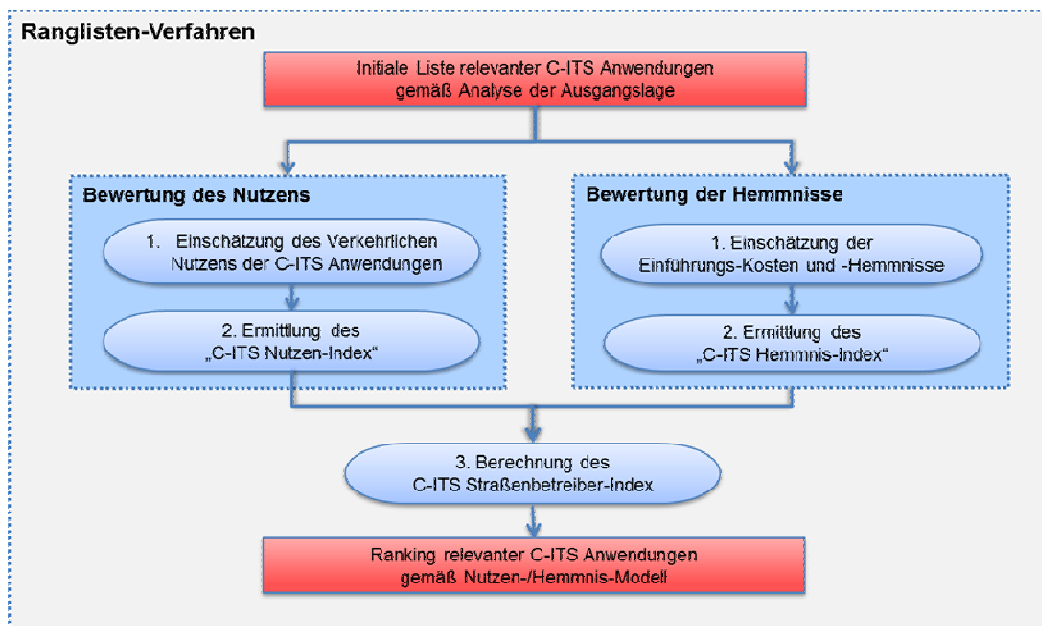 Ranglisten-Verfahren
Initiale Liste relevanter C-ITS Anwendungen
gemäß Analyse der Ausgangslage
Bewertung des Nutzens
1. Einschätzung des Verkehrlichen
Nutzens der C-ITS Anwendungen
2. Ermittlung des
„C-ITS Nutzen-Index“
Bewertung der Hemmnisse
1. Einschätzung der
Einführungs-Kosten und -Hemmnisse
2. Ermittlung des
„C-ITS Hemmnis-Index“
3. Berechnung des
C-ITS Straßenbetreiber-Index
Ranking relevanter C-ITS Anwendungen
gemäß Nutzen-/Hemmnis-Modell